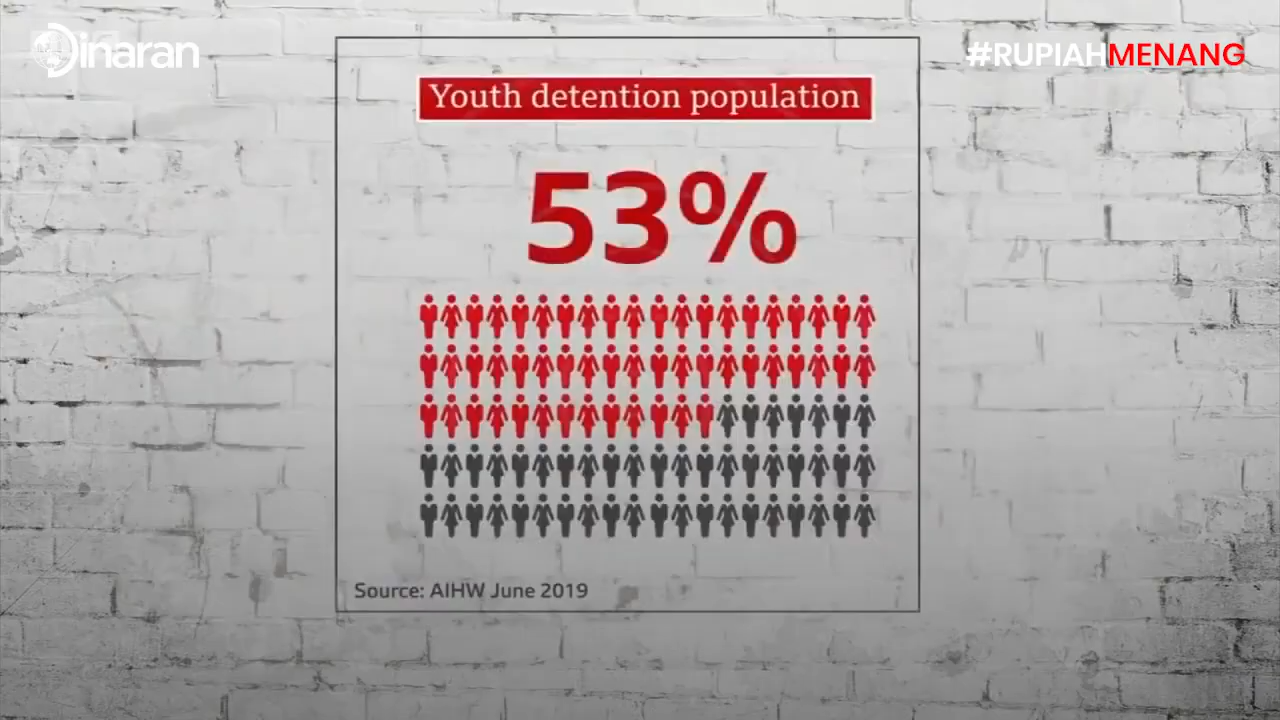 Dinaran
#RUPIAHMENANG
Youth detention population
53%
Source: AIHW June 2019